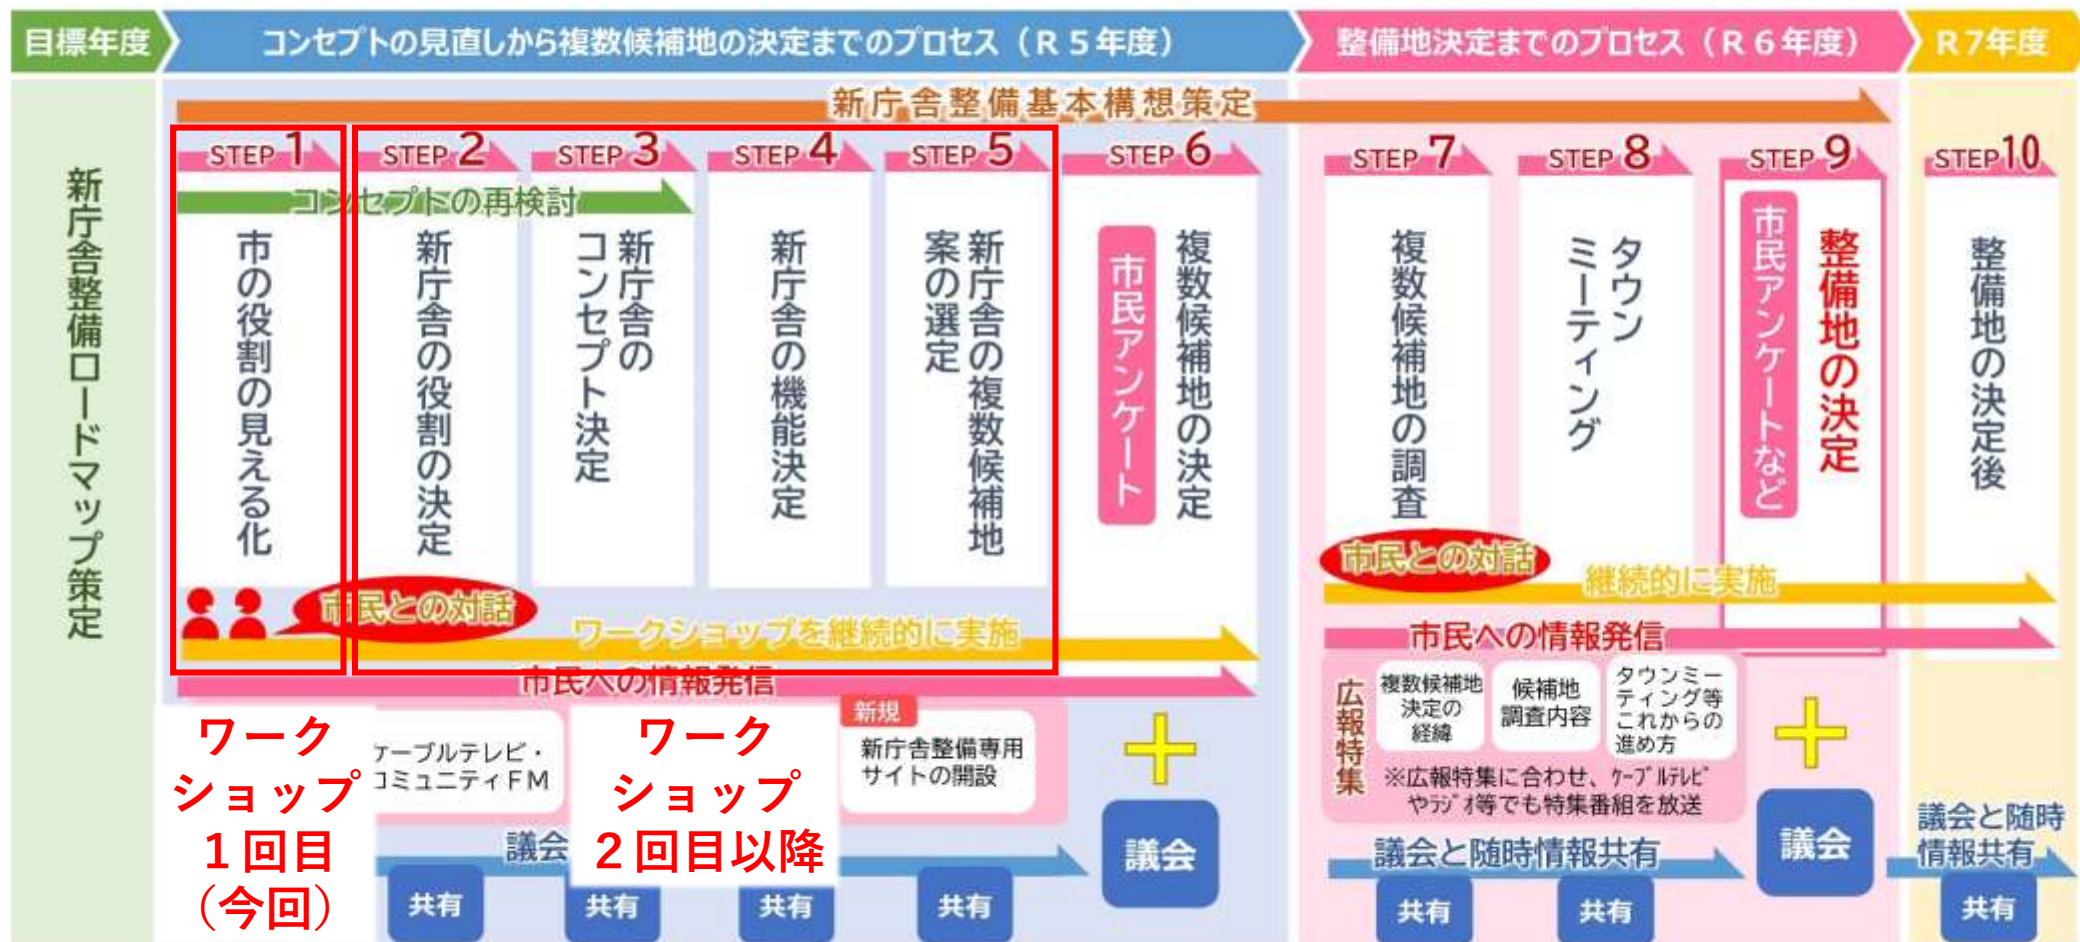 目標年度
コンセプトの見直しから複数候補地の決定までのプロセス（R５年度）
整備地決定までのプロセス（R６年度）
R7年度
新庁舎整備ロードマップ策定
新庁舎整備基本構想策定
STEP 1
STEP 2
STEP 3
STEP 4
STEP 5
STEP 6
STEP 7
STEP 8
STEP 9
STEP10
コンセプトの再検討
市の役割の見える化
新庁舎の役割の決定
新庁舎の
コンセプト決定
新庁舎の機能決定
新庁舎の複数候補地
案の選定
複数候補地の決定
市民アンケート
複数候補地の調査
タウン
ミーティング
整備地の決定
市民アンケートなど
整備地の決定後
市民との対話
ワークショップを継続的に実施
市民への情報発信
市民との対話
継続的に実施
市民への情報発信
ワーク
ショップ
１回目
（今回）
ケーブルテレビ・
コミュニティFM
ワーク
ショップ
２回目以降
新規
新庁舎整備専用
サイトの開設
議会
共有
共有
共有
共有
議会
広報特集
複数候補地
決定の
経緯
候補地
調査内容
タウンミー
ティング等
これからの
進め方
※広報特集に合わせ、ｹｰﾌﾞﾙﾃﾚﾋﾞ
やﾗｼﾞｵ等でも特集番組を放送
議会と随時情報共有
共有
共有
議会
議会と随時
情報共有
共有